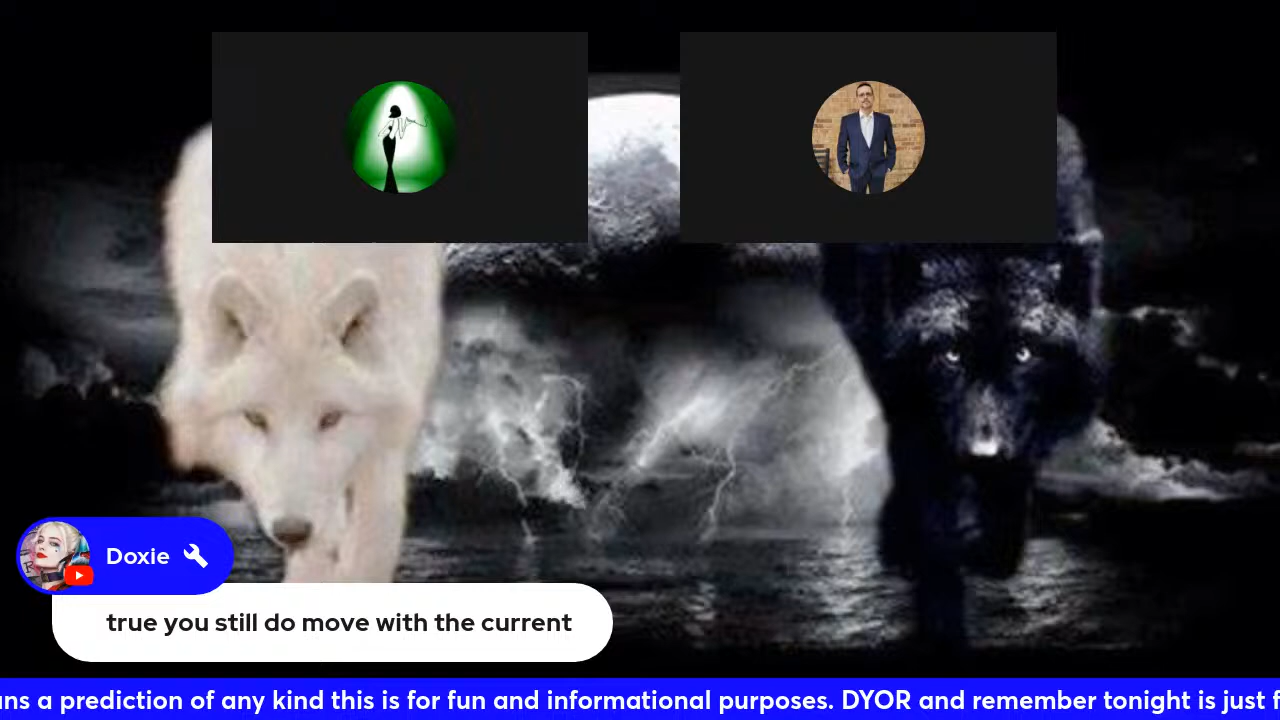 Doxie
true you still do move with the current
ns a prediction of any kind this is for fun and informational purposes. DYOR and remember tonight is just f